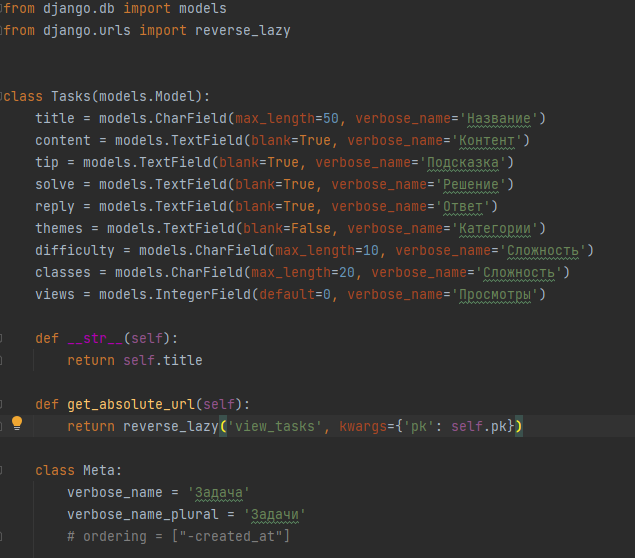 from django.db import models
from django.urls import reverse_lazy
class Tasks(models.Model):
title = models.CharField(max_length=50, verbose_name='Название')
content = models.TextField(blank=True, verbose_name='Контент')
tip = models.TextField(blank=True, verbose_name='Подсказка')
solve = models.TextField(blank=True, verbose_name='Решение')
reply = models.TextField(blank=True, verbose_name='Ответ')
themes = models.TextField(blank=False, verbose_name='Категории')
difficulty = models.CharField(max_length=10, verbose_name='Сложность')
classes = models.CharField(max_length=20, verbose_name='Сложность')
views = models.IntegerField(default=0, verbose_name='Просмотры')
def __str__(self):
return self.title
def get_absolute_url(self):
return reverse_lazy('view_tasks', kwargs={'pk': self.pk})
class Meta:
verbose_name = 'Задача'
verbose_name_plural = 'Задачи'
# ordering = ["-created_at"]